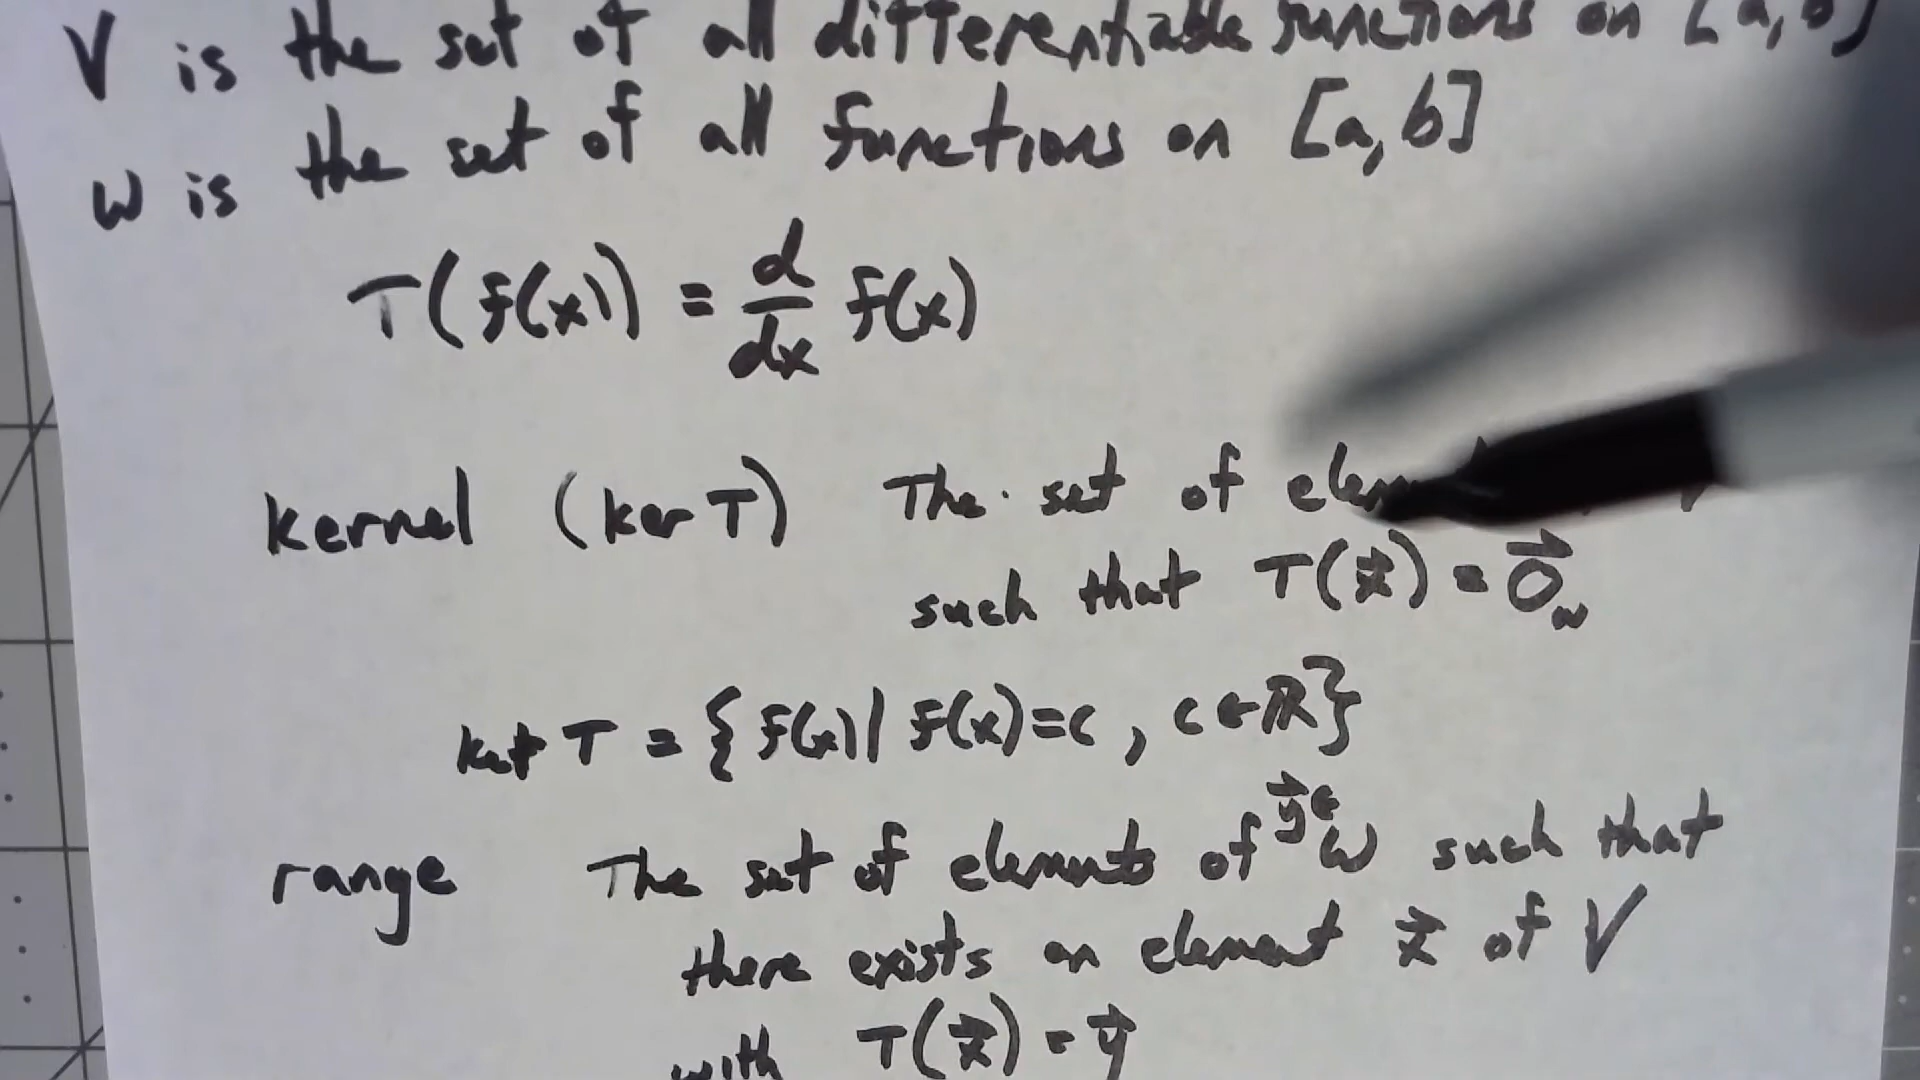 V is the set of all differentiable functions on [a, b]
W is the set of all functions on [a, b]
T(f(x)) = d/dx f(x)
kernel (ker T) The set of
such that T(x⃗) = 0⃗_W
ker T = {f(x) | f(x)=c, c∈ℝ}
range The set of elements of y⃗∈W such that
there exists an element x⃗ of V
with T(x⃗) = y⃗